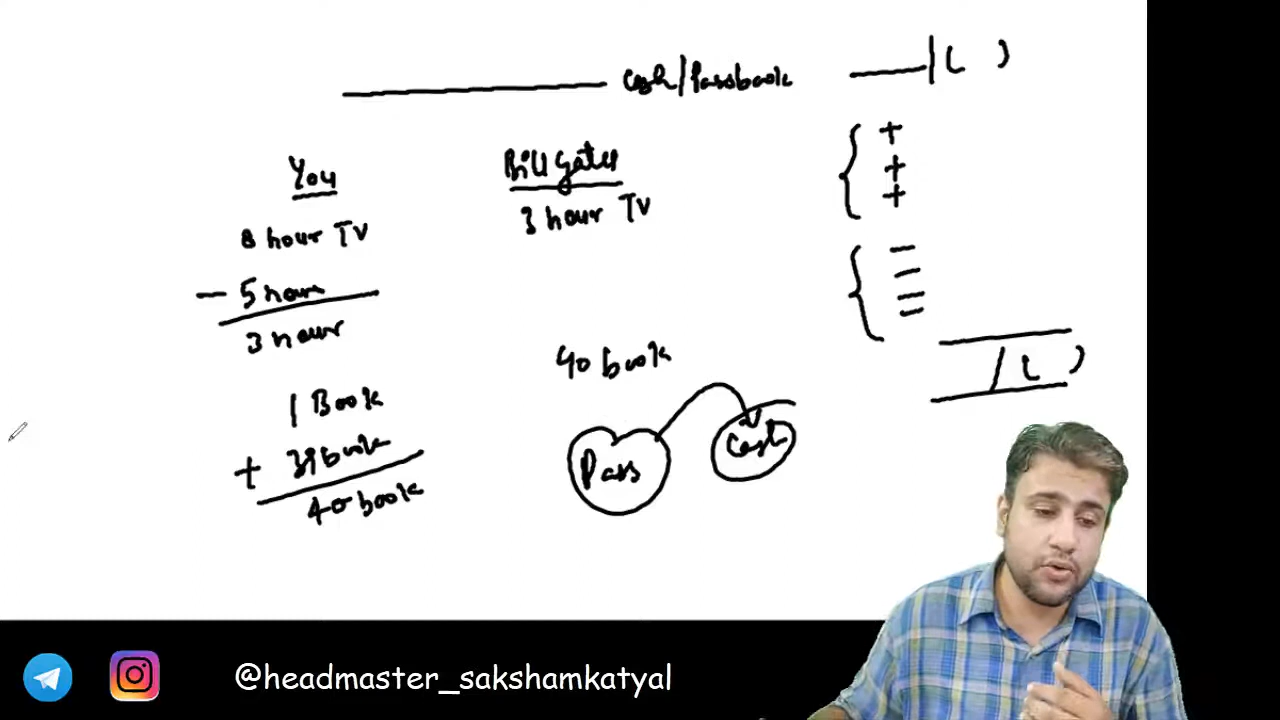 Cash/Passbook ____/( )
You
8 hour TV
- 5 hour
3 hour
1 Book
+ 39 book
40 book
Bill gates
3 hour TV
40 book
Pass
Cash
+
+
+
-
-
-
-
/( )
@headmaster_sakshamkatyal